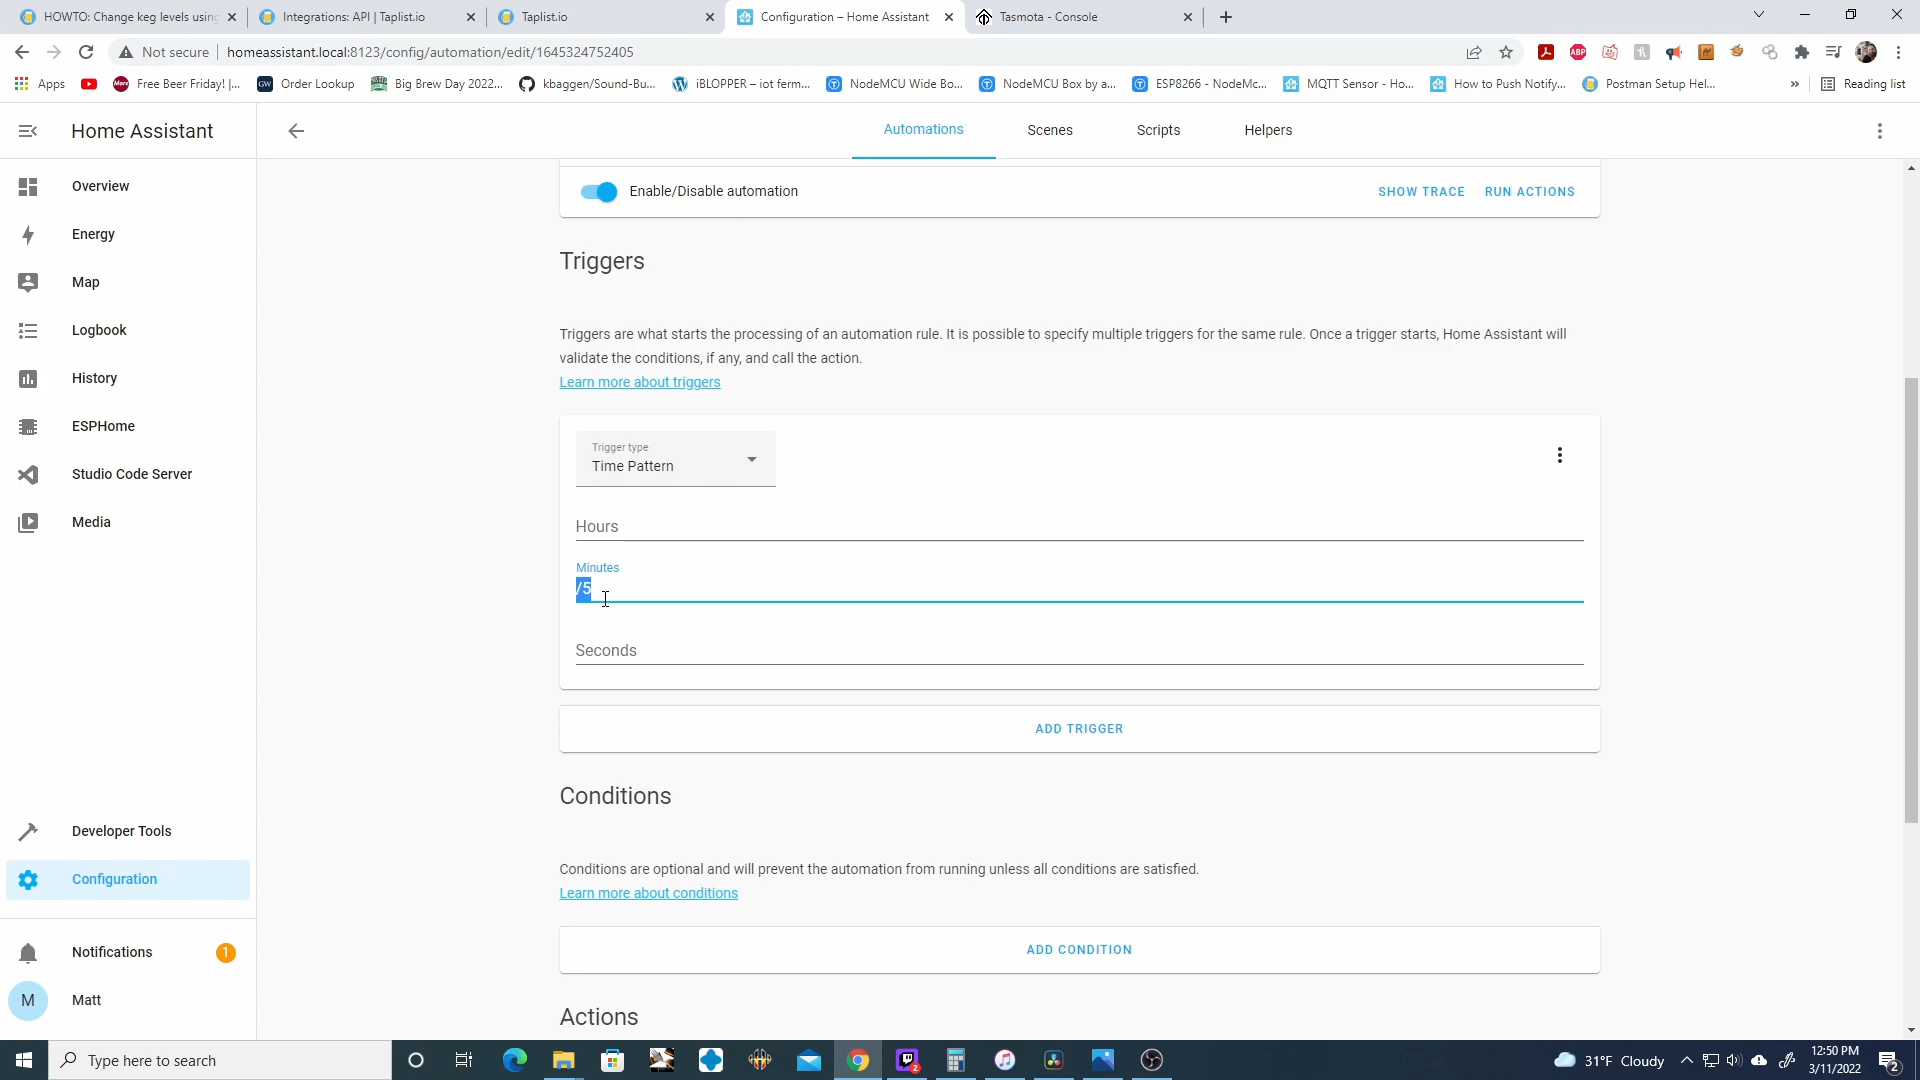 HOWTO: Change keg levels using
Integrations: API | Taplist.io
Taplist.io
Configuration – Home Assistant
Tasmota - Console
Not secure
homeassistant.local:8123/config/automation/edit/1645324752405
Apps
Free Beer Friday! |...
Order Lookup
Big Brew Day 2022...
kbaggen/Sound-Bu...
iBLOPPER – iot ferm...
NodeMCU Wide Bo...
NodeMCU Box by a...
ESP8266 - NodeMc...
MQTT Sensor - Ho...
How to Push Notify...
Postman Setup Hel...
»
Reading list
Home Assistant
Automations
Scenes
Scripts
Helpers
Overview
Energy
Map
Logbook
History
ESPHome
Studio Code Server
Media
Developer Tools
Configuration
Notifications
1
M
Matt
Enable/Disable automation
SHOW TRACE
RUN ACTIONS
Triggers
Triggers are what starts the processing of an automation rule. It is possible to specify multiple triggers for the same rule. Once a trigger starts, Home Assistant will
validate the conditions, if any, and call the action.
Learn more about triggers
Trigger type
Time Pattern
Hours
Minutes
/5
Seconds
ADD TRIGGER
Conditions
Conditions are optional and will prevent the automation from running unless all conditions are satisfied.
Learn more about conditions
ADD CONDITION
Actions
Type here to search
31°F Cloudy
12:50 PM
3/11/2022
2